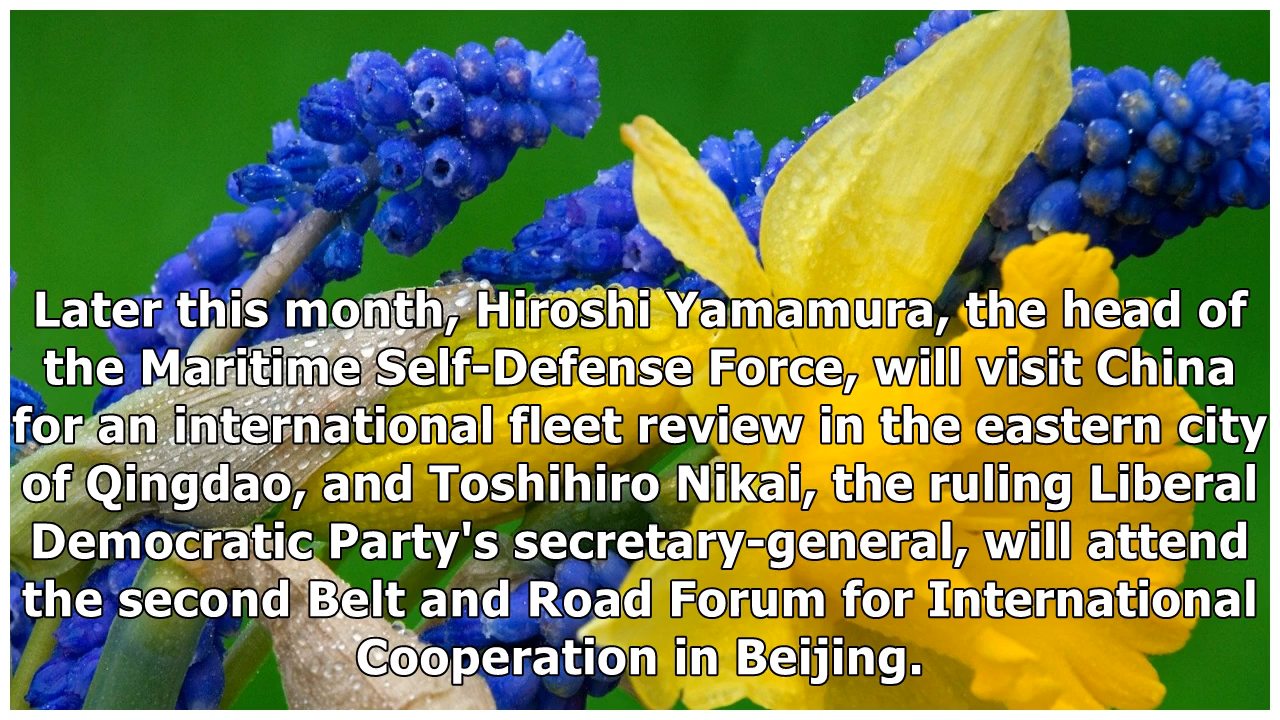 Later this month, Hiroshi Yamamura, the head of
the Maritime Self-Defense Force, will visit China
for an international fleet review in the eastern city
of Qingdao, and Toshihiro Nikai, the ruling Liberal
Democratic Party's secretary-general, will attend
the second Belt and Road Forum for International
Cooperation in Beijing.